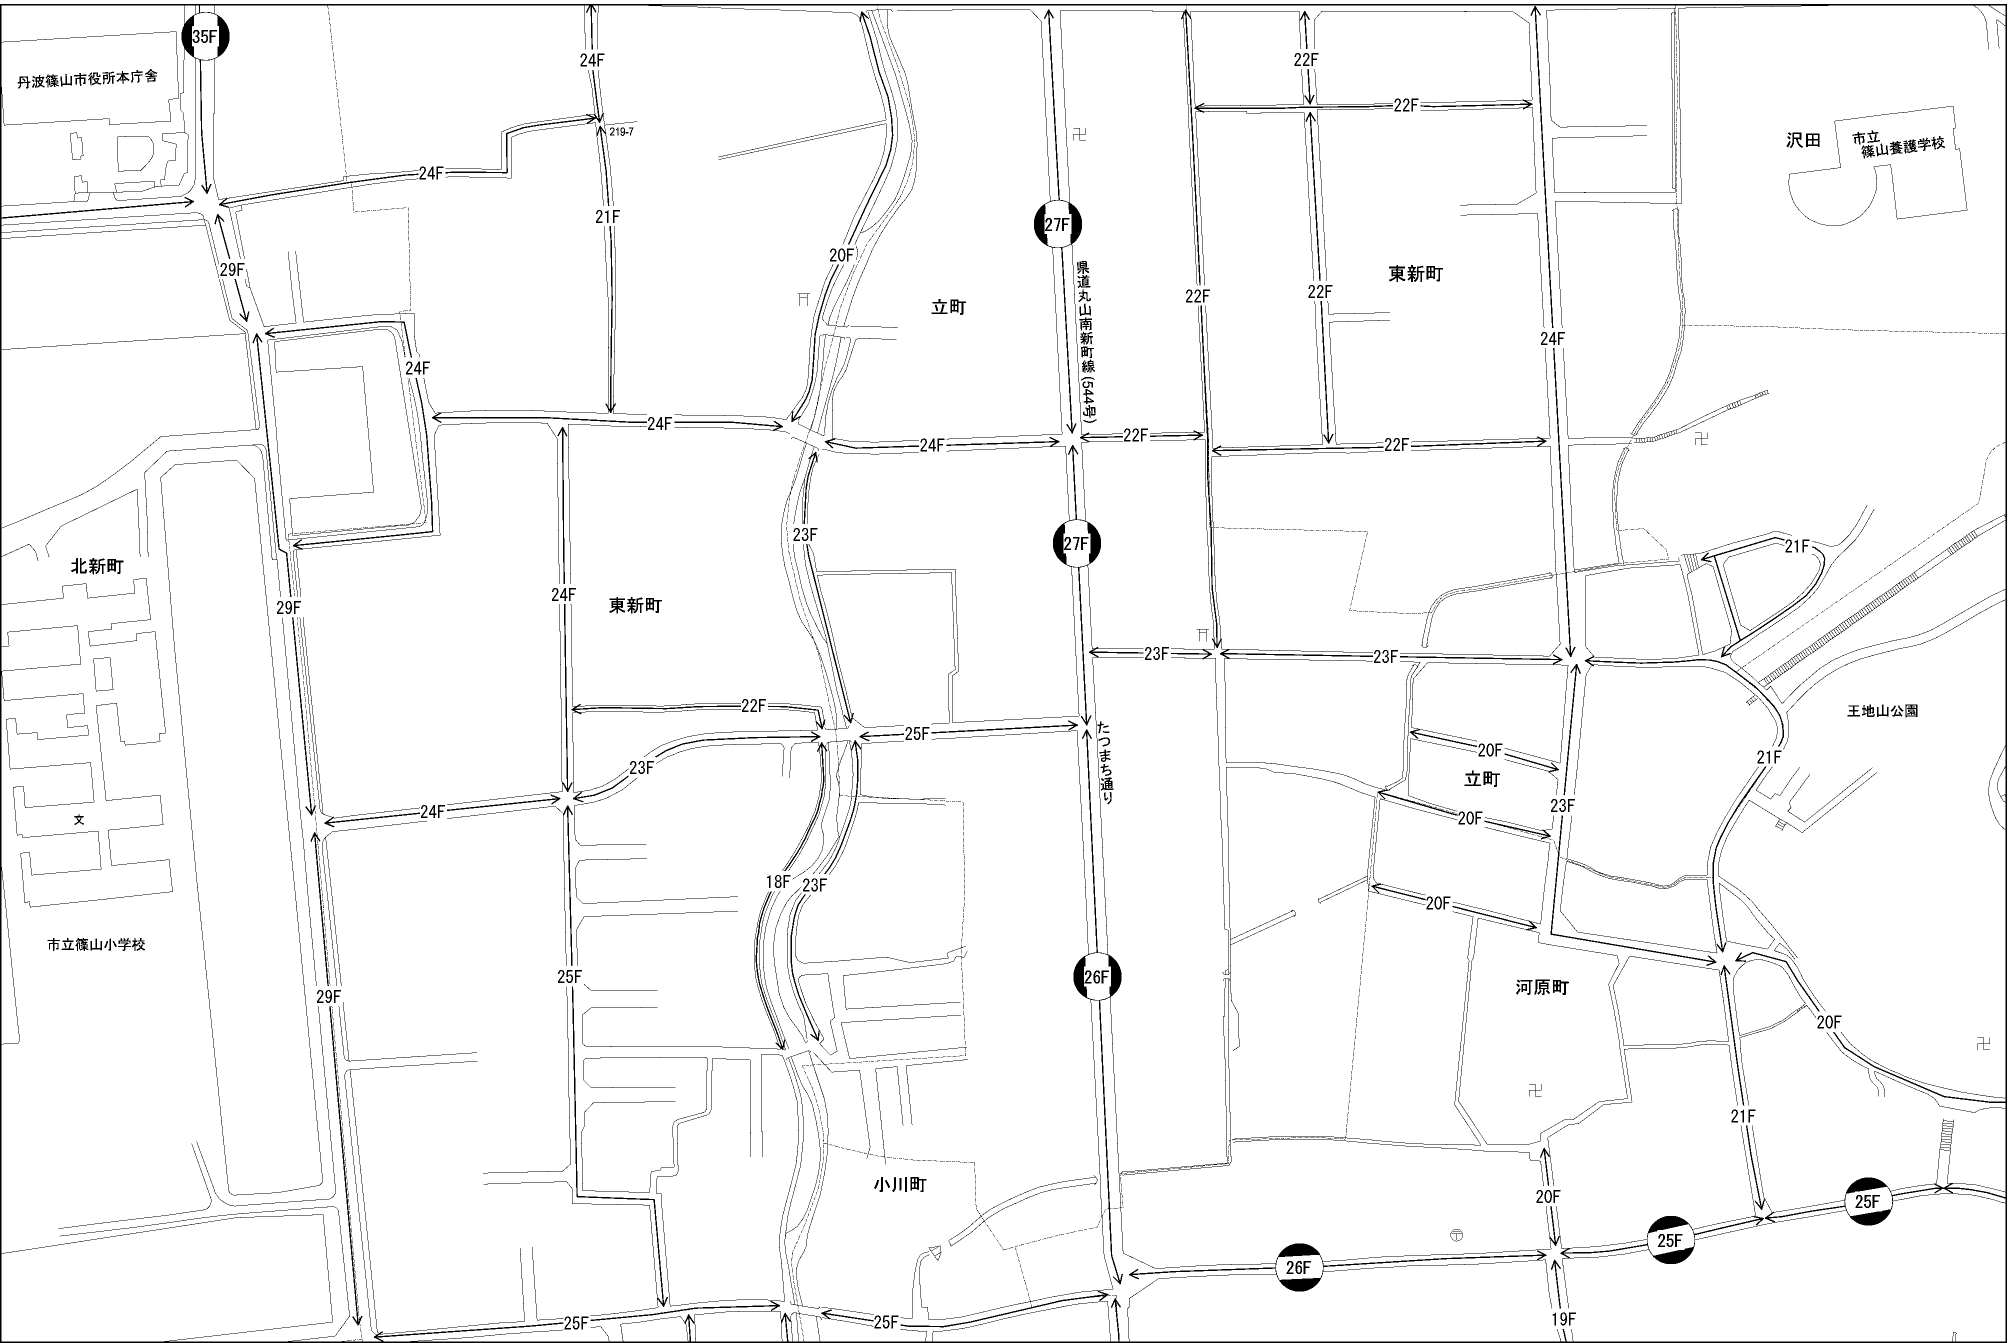 35F
丹波篠山市役所本庁舎
24F
219-7
24F
21F
29F
20F
立町
27F
県道丸山南新町線(544号)
22F
22F
22F
22F
東新町
沢田
市立
篠山養護学校
24F
24F
24F
24F
22F
22F
北新町
29F
24F
東新町
23F
27F
21F
23F
23F
22F
25F
たつまち通り
20F
立町
王地山公園
21F
23F
24F
23F
20F
文
18F
23F
20F
市立篠山小学校
29F
25F
26F
河原町
20F
21F
小川町
20F
25F
25F
26F
25F
25F
19F